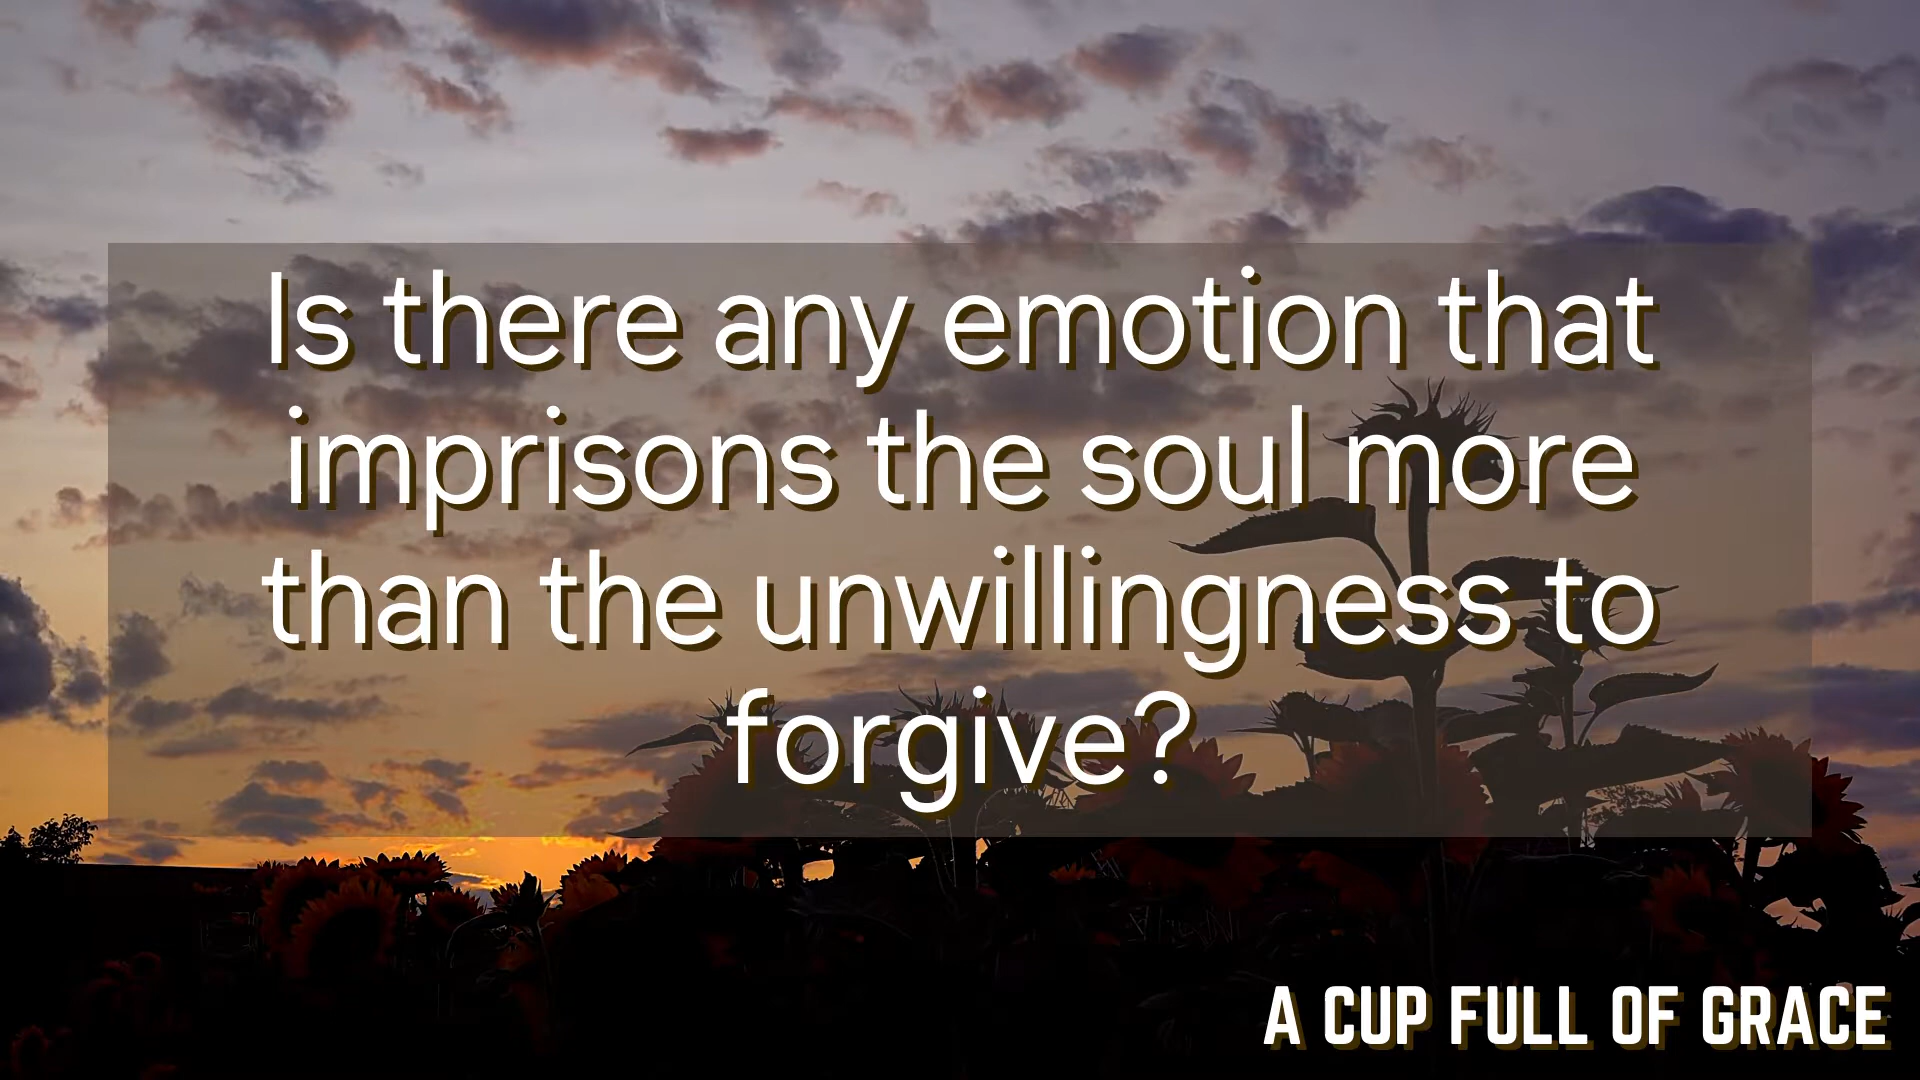 Is there any emotion that
imprisons the soul more
than the unwillingness to
forgive?
A CUP FULL OF GRACE